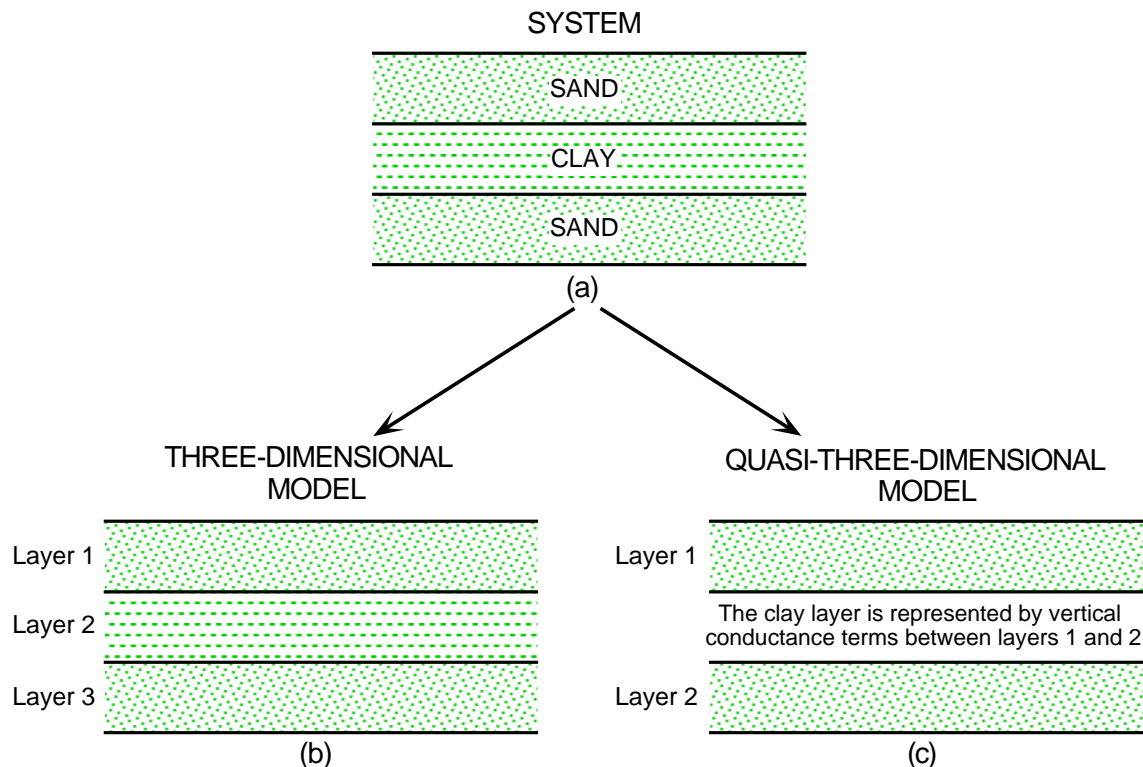 SYSTEM
SAND
CLAY
SAND
(a)
THREE-DIMENSIONAL
MODEL
Layer 1
Layer 2
Layer 3
(b)
QUASI-THREE-DIMENSIONAL
MODEL
Layer 1
The clay layer is represented by vertical
conductance terms between layers 1 and 2
Layer 2
(c)